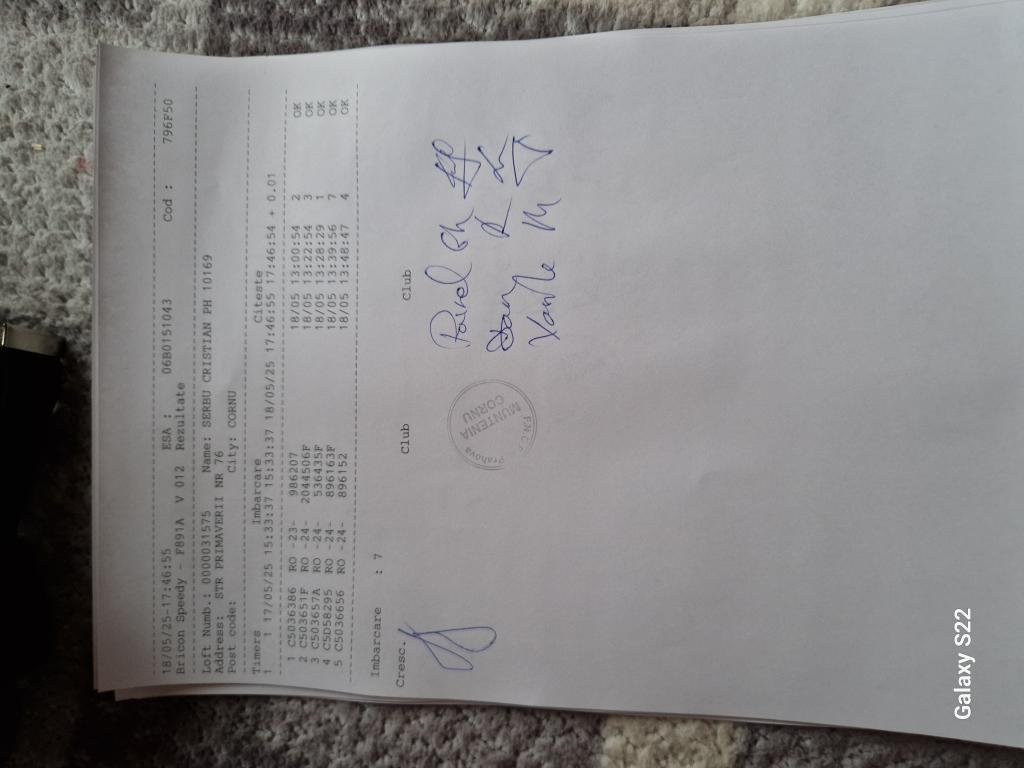 18/05/25-17:46:55 ESA : 06B0151043 Cod : 796F50
Bricon Speedy - F891A V 012 Rezultate
Loft Numb.: 0000031575 Name: SERBU CRISTIAN PH 10169
Address: STR PRIMAVERII NR 76
Post code: City: CORNU
Timers Imbarcare Citeste
1 1 17/05/25 15:33:37 15:33:37 18/05/25 17:46:55 17:46:54 + 0.01
1 C5036386 RO -23- 986207 18/05 13:00:54 2 OK
2 C503651F RO -24- 2044506F 18/05 13:22:54 3 OK
3 C503657A RO -24- 536435F 18/05 13:28:29 1 OK
4 C5D58295 RO -24- 896163F 18/05 13:39:56 7 OK
5 C5036656 RO -24- 896152 18/05 13:48:47 4 OK
Imbarcare : 7
Cresc. Club Club
F.N.C.P. Prahova
MUNTENIA
CORNU
Galaxy S22